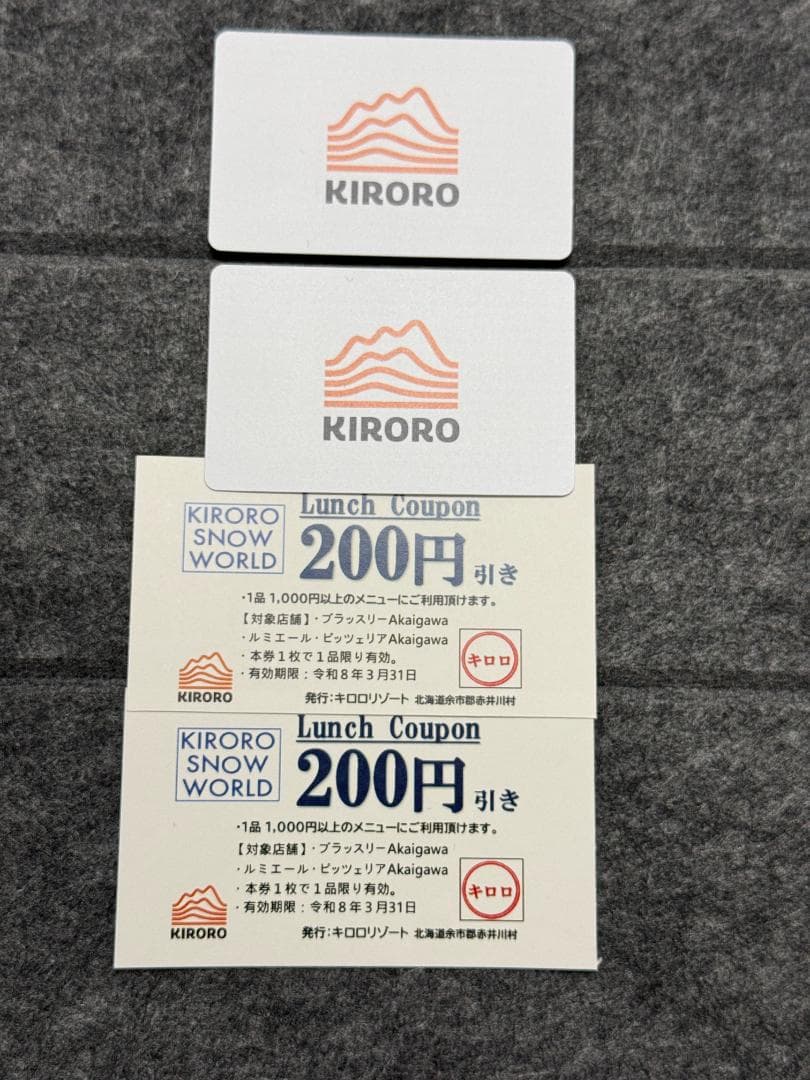 KIRORO
KIRORO
Lunch Coupon
KIRORO
SNOW
WORLD
200円引き
・1品 1,000円以上のメニューにご利用頂けます。
【対象店舗】・ブラッスリーAkaigawa
・ルミエール・ピッツェリアAkaigawa
・本券1枚で1品限り有効。
・有効期限：令和8年3月31日
キロロ
KIRORO
発行：キロロリゾート 北海道余市郡赤井川村
Lunch Coupon
KIRORO
SNOW
WORLD
200円引き
・1品 1,000円以上のメニューにご利用頂けます。
【対象店舗】・ブラッスリーAkaigawa
・ルミエール・ピッツェリアAkaigawa
・本券1枚で1品限り有効。
・有効期限：令和8年3月31日
キロロ
KIRORO
発行：キロロリゾート 北海道余市郡赤井川村